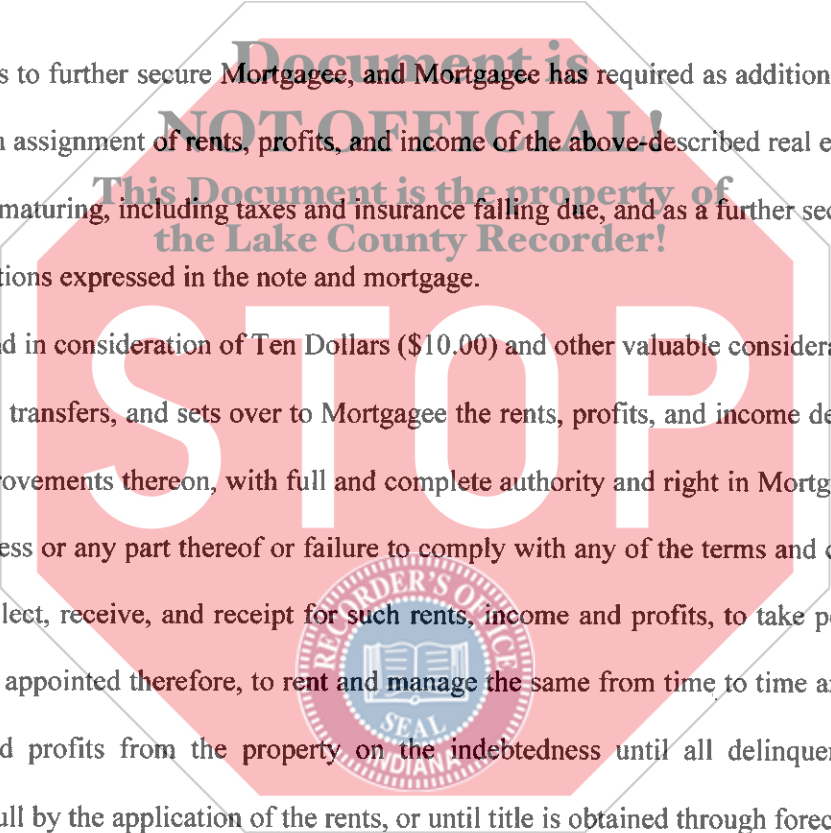 Document is
s to further secure Mortgagee, and Mortgagee has required as addition
NOT OFFICIAL!
assignment of rents, profits, and income of the above-described real e
This Document is the property of
maturing, including taxes and insurance falling due, and as a further sec
the Lake County Recorder!
tions expressed in the note and mortgage.
STOP
d in consideration of Ten Dollars ($10.00) and other valuable considera
transfers, and sets over to Mortgagee the rents, profits, and income de
ovements thereon, with full and complete authority and right in Mortg
ess or any part thereof or failure to comply with any of the terms and
RECORDER'S OFFICE
lect, receive, and receipt for such rents, income and profits, to take p
appointed therefore, to rent and manage the same from time to time a
SEAL
d profits from the property on the indebtedness until all delinque
INDIANA
ull by the application of the rents, or until title is obtained through forec